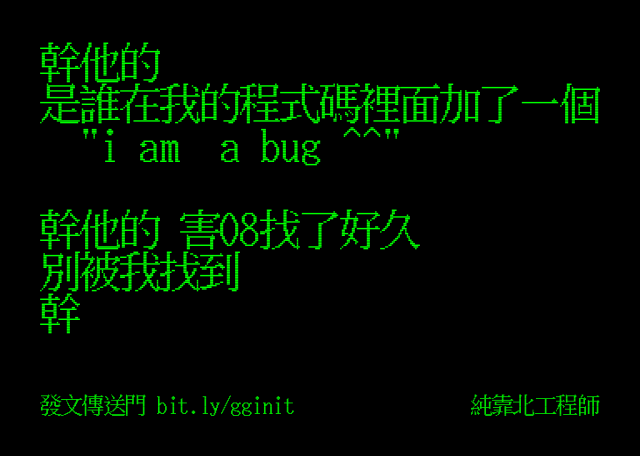 幹他的
是誰在我的程式碼裡面加了一個
"i am  a bug ^^"
幹他的 害08找了好久
別被我找到
幹
發文傳送門 bit.ly/gginit
純靠北工程師